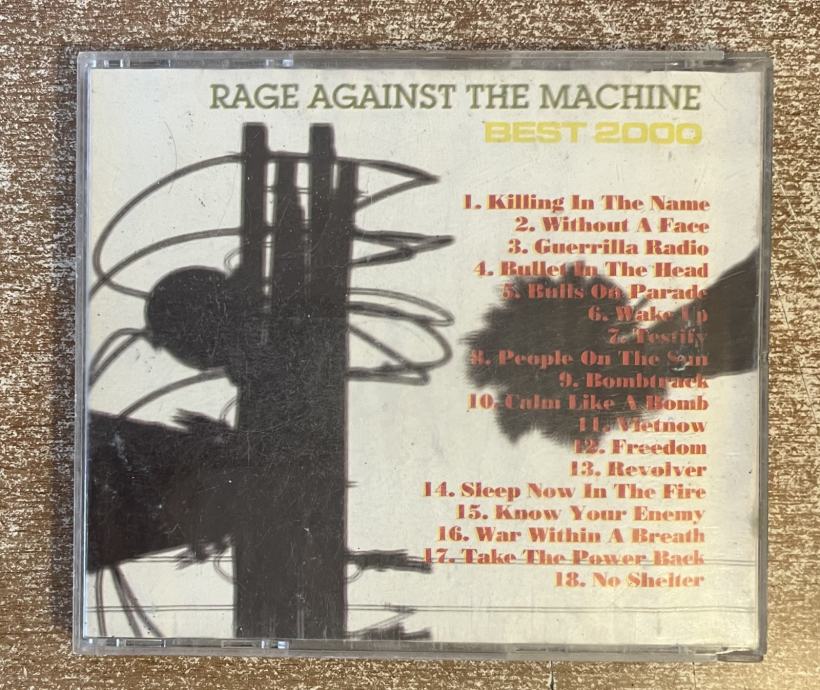 RAGE AGAINST THE MACHINE
BEST 2000
1. Killing In The Name
2. Without A Face
3. Guerrilla Radio
4. Bullet In The Head
5. Bulls On Parade
6. Wake Up
7. Testify
8. People On The Sun
9. Bombtrack
10. Calm Like A Bomb
11. Vietnow
12. Freedom
13. Revolver
14. Sleep Now In The Fire
15. Know Your Enemy
16. War Within A Breath
17. Take The Power Back
18. No Shelter